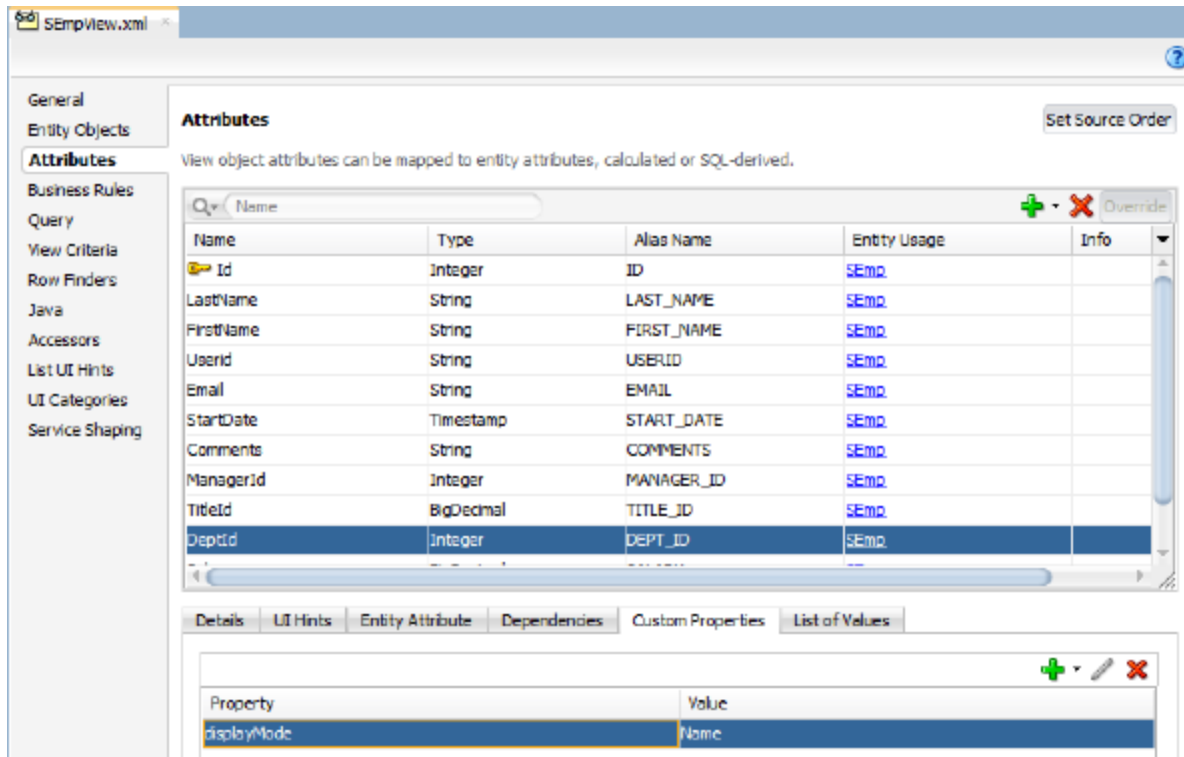 SEmpView.xml
General
Entity Objects
Attributes
Business Rules
Query
View Criteria
Row Finders
Java
Accessors
List UI Hints
UI Categories
Service Shaping
Attributes
Set Source Order
View object attributes can be mapped to entity attributes, calculated or SQL-derived.
Name
Override
Name Type Alias Name Entity Usage Info
Id Integer ID SEmp
LastName String LAST_NAME SEmp
FirstName String FIRST_NAME SEmp
Userid String USERID SEmp
Email String EMAIL SEmp
StartDate Timestamp START_DATE SEmp
Comments String COMMENTS SEmp
ManagerId Integer MANAGER_ID SEmp
TitleId BigDecimal TITLE_ID SEmp
DeptId Integer DEPT_ID SEmp
Details UI Hints Entity Attribute Dependencies Custom Properties List of Values
Property Value
displayMode Name